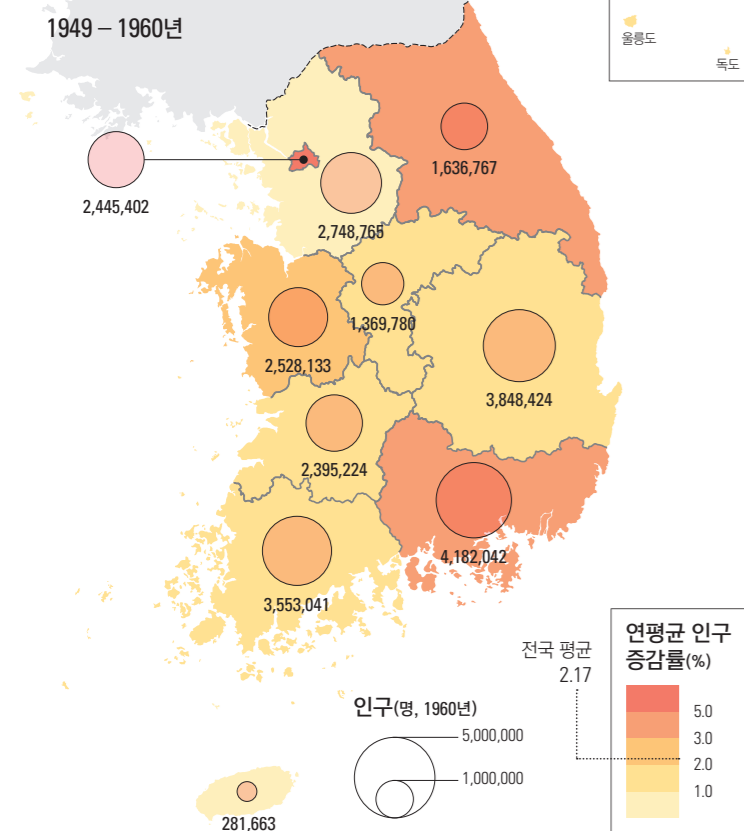 1949 – 1960년
울릉도
독도
1,636,767
2,445,402
2,748,765
1,369,780
2,528,133
3,848,424
2,395,224
4,182,042
3,553,041
281,663
전국 평균
2.17
연평균 인구
증감률(%)
5.0
3.0
2.0
1.0
인구(명, 1960년)
5,000,000
1,000,000